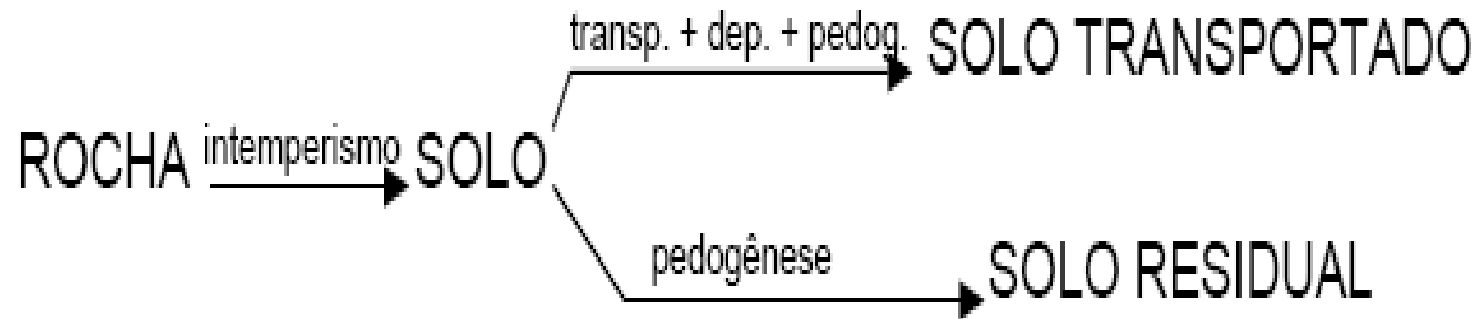 transp. + dep. + pedog. SOLO TRANSPORTADO
ROCHA intemperismo SOLO
pedogênese SOLO RESIDUAL